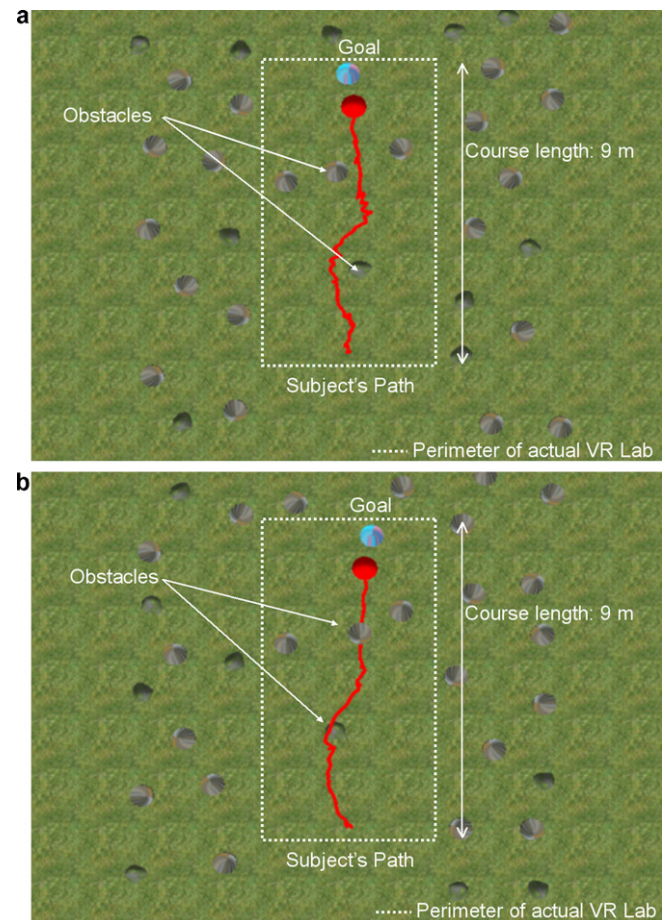 a
Goal
Obstacles
Course length: 9 m
Subject's Path
Perimeter of actual VR Lab
b
Goal
Obstacles
Course length: 9 m
Subject's Path
Perimeter of actual VR Lab